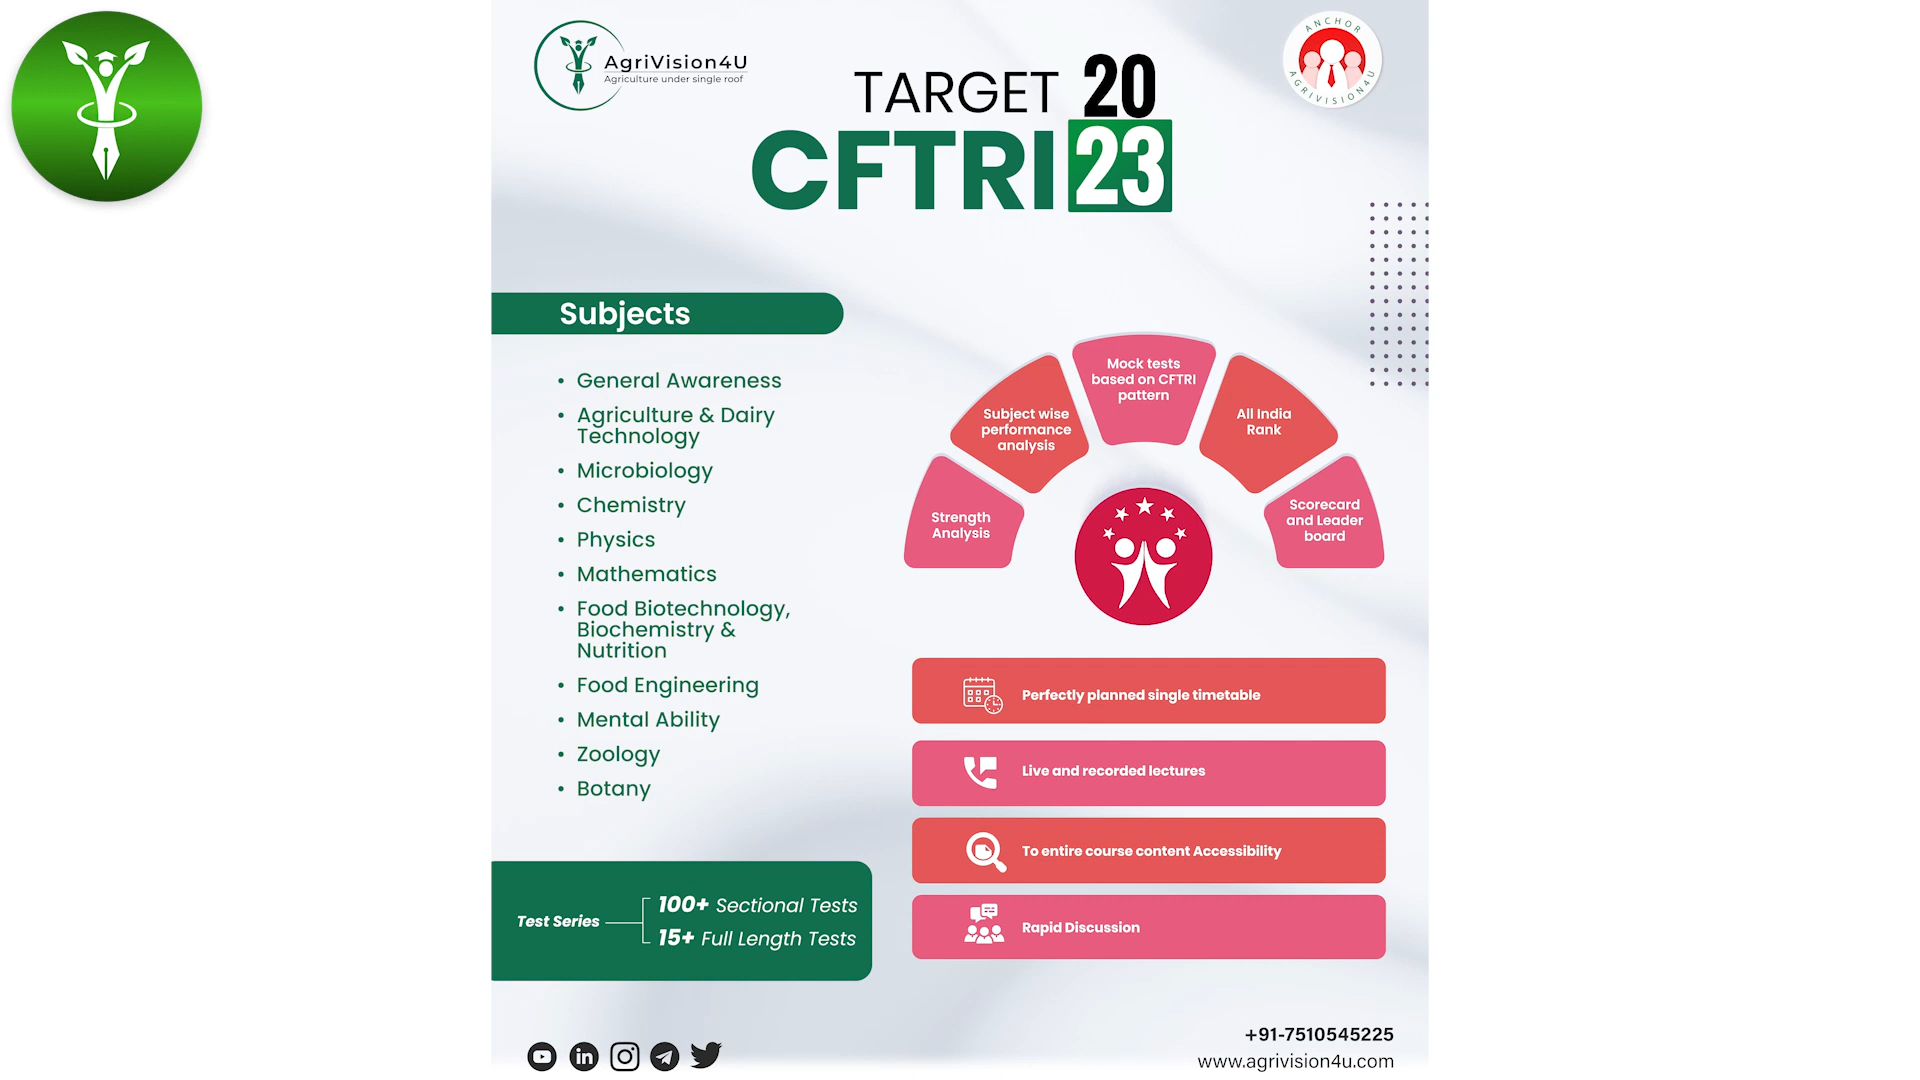 AgriVision4U
Agriculture under single roof
TARGET 20
CFTRI 23
ANCHOR
AGRIVISION4U
Subjects
• General Awareness
• Agriculture & Dairy
Technology
• Microbiology
• Chemistry
• Physics
• Mathematics
• Food Biotechnology,
Biochemistry &
Nutrition
• Food Engineering
• Mental Ability
• Zoology
• Botany
Strength
Analysis
Subject wise
performance
analysis
Mock tests
based on CFTRI
pattern
All India
Rank
Scorecard
and Leader
board
Perfectly planned single timetable
Live and recorded lectures
To entire course content Accessibility
Rapid Discussion
Test Series
100+ Sectional Tests
15+ Full Length Tests
+91-7510545225
www.agrivision4u.com